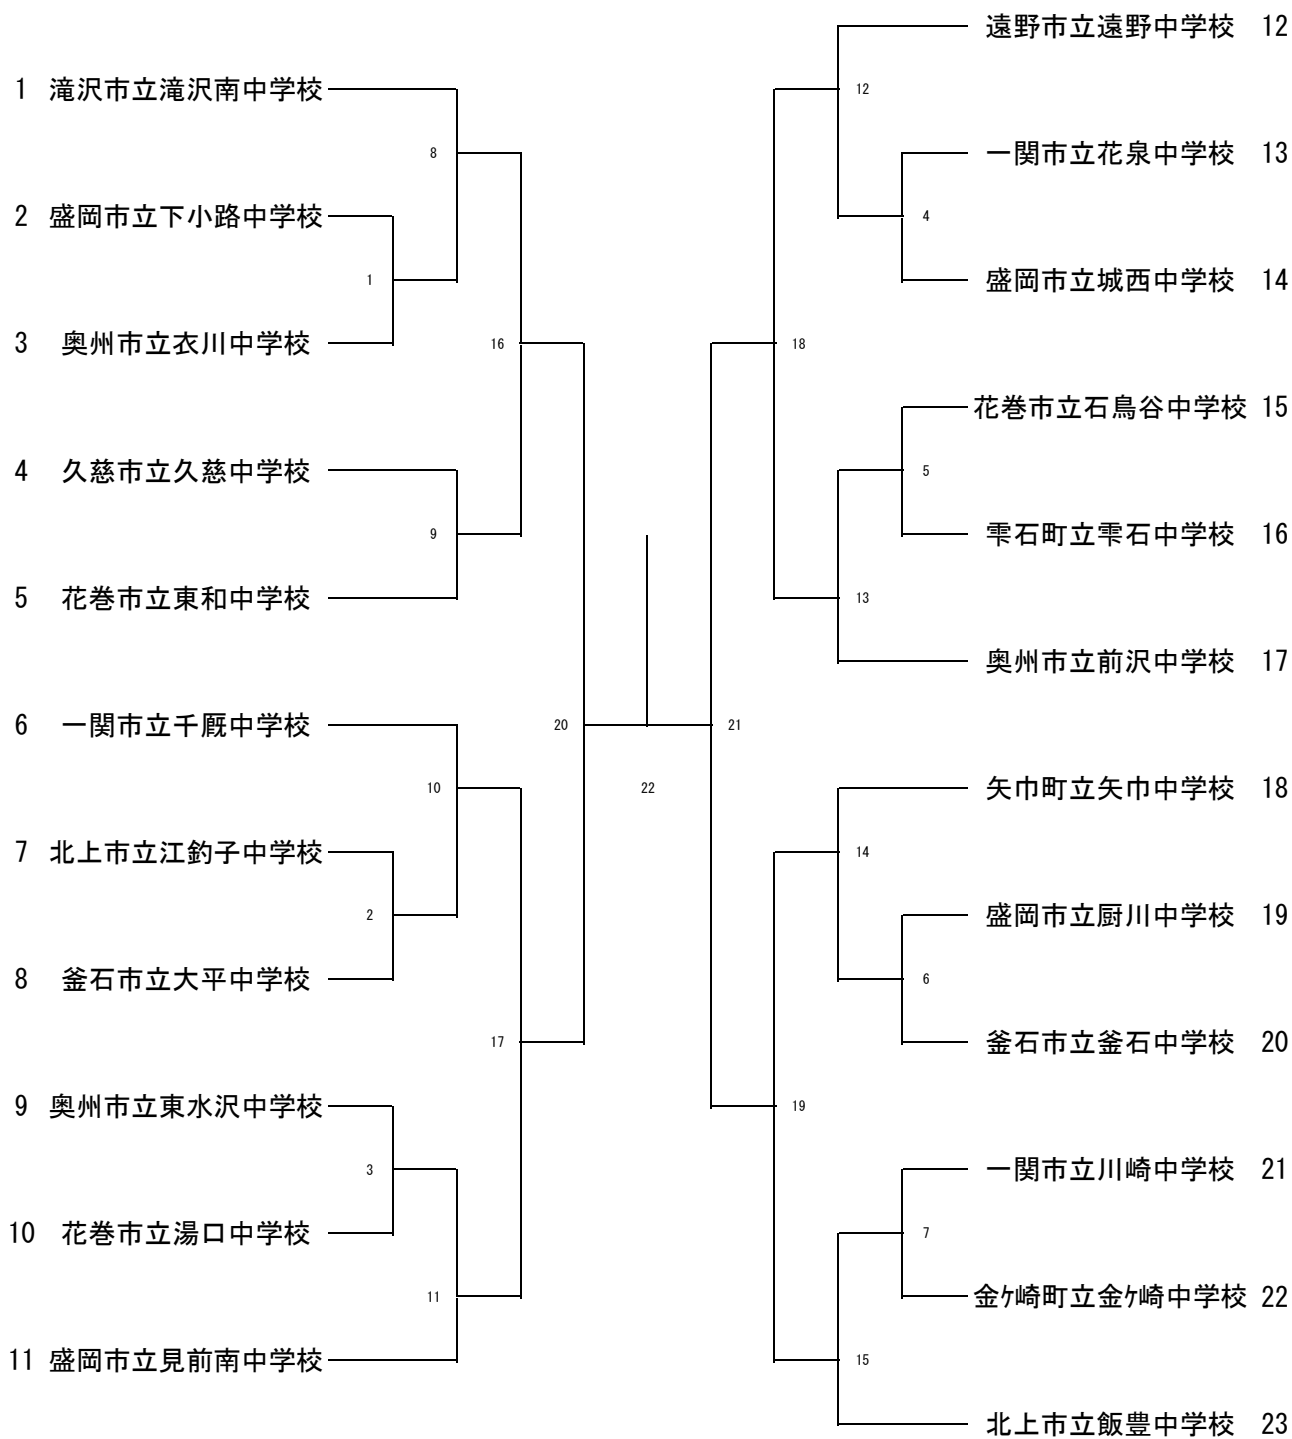 遠野市立遠野中学校 12
1 滝沢市立滝沢南中学校
12
8
一関市立花泉中学校 13
2 盛岡市立下小路中学校
4
1
盛岡市立城西中学校 14
3 奥州市立衣川中学校
16
18
花巻市立石鳥谷中学校 15
4 久慈市立久慈中学校
5
9
雫石町立雫石中学校 16
5 花巻市立東和中学校
13
奥州市立前沢中学校 17
6 一関市立千厩中学校
20
21
10
22
矢巾町立矢巾中学校 18
7 北上市立江釣子中学校
14
2
盛岡市立厨川中学校 19
8 釜石市立大平中学校
6
17
釜石市立釜石中学校 20
9 奥州市立東水沢中学校
19
3
一関市立川崎中学校 21
10 花巻市立湯口中学校
7
11
金ケ崎町立金ケ崎中学校 22
11 盛岡市立見前南中学校
15
北上市立飯豊中学校 23